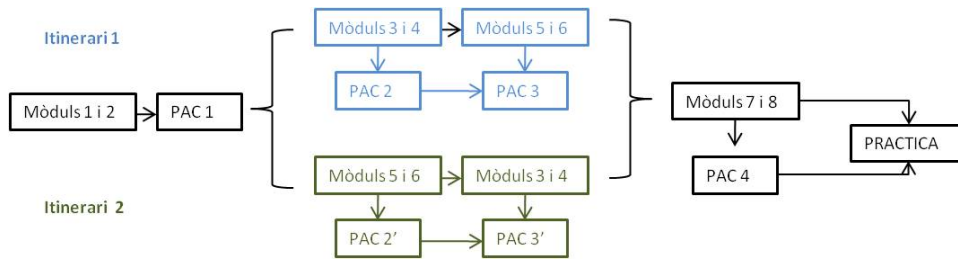 Itinerari 1
Mòduls 3 i 4
Mòduls 5 i 6
PAC 2
PAC 3
Mòduls 1 i 2
PAC 1
Mòduls 7 i 8
PRACTICA
PAC 4
Itinerari 2
Mòduls 5 i 6
Mòduls 3 i 4
PAC 2’
PAC 3’